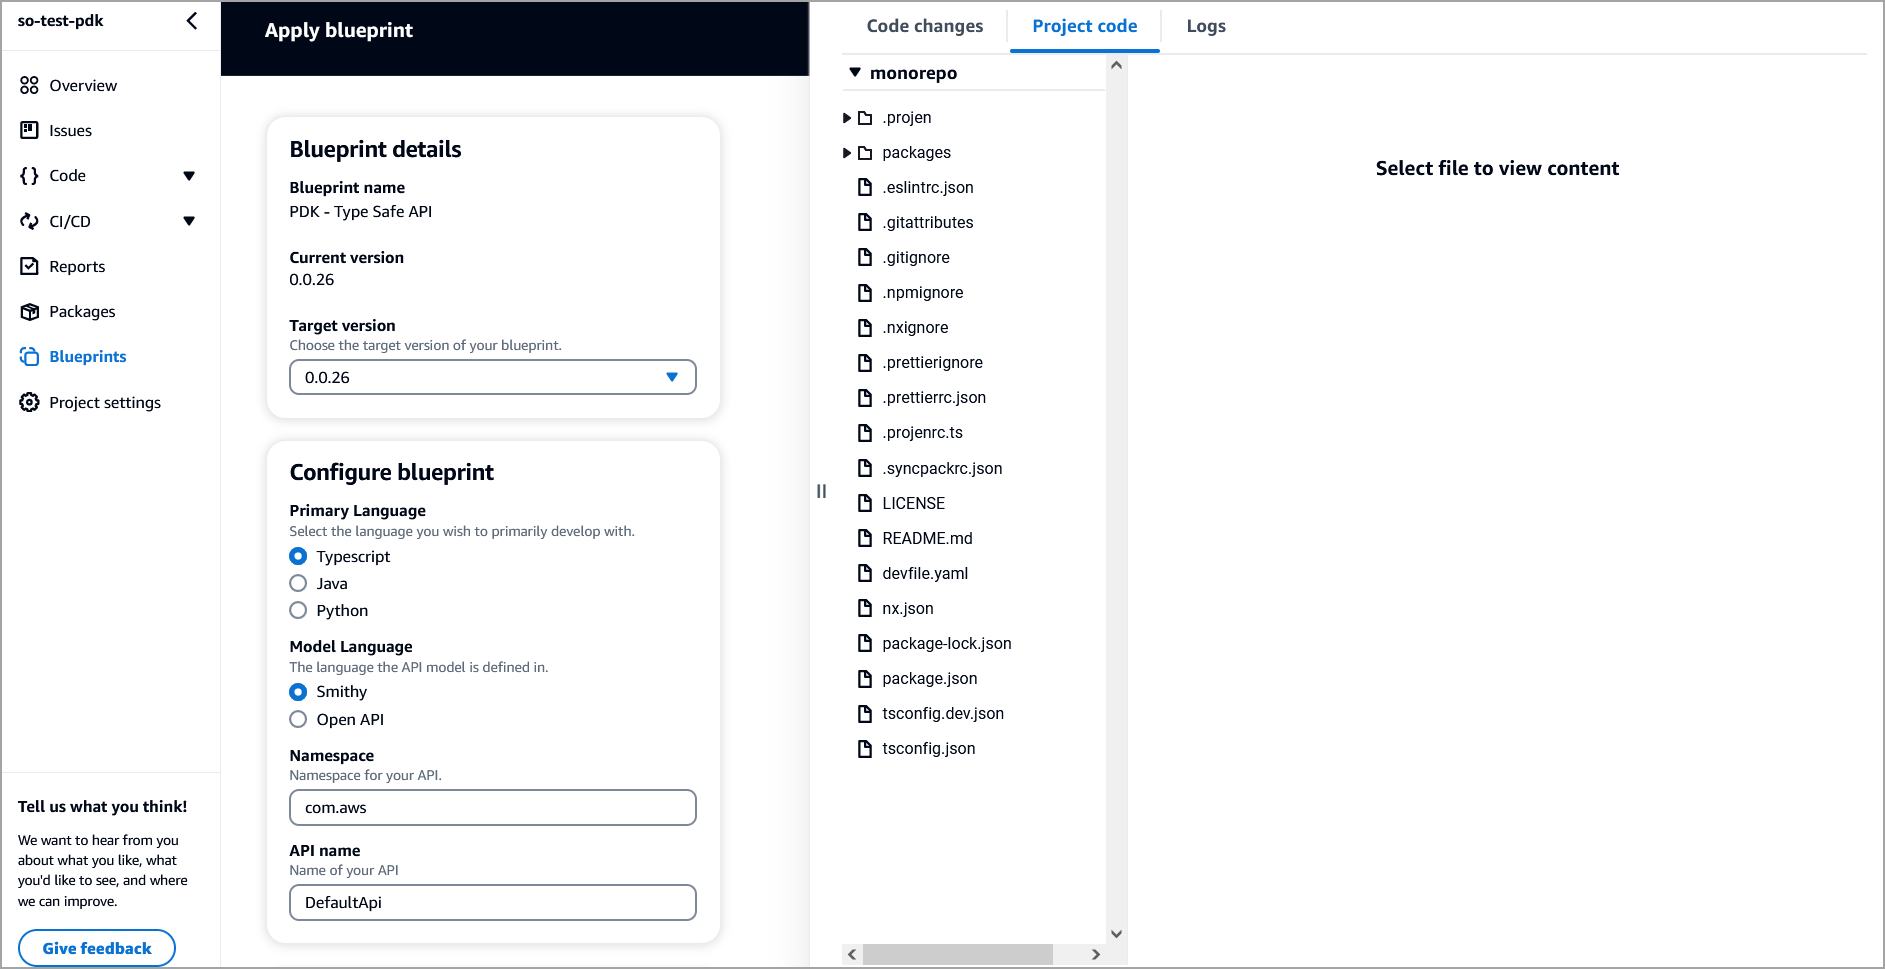 so-test-pdk
Overview
Issues
Code
CI/CD
Reports
Packages
Blueprints
Project settings
Tell us what you think!
We want to hear from you
about what you like, what
you'd like to see, and where
we can improve.
Give feedback
Apply blueprint
Blueprint details
Blueprint name
PDK - Type Safe API
Current version
0.0.26
Target version
Choose the target version of your blueprint.
0.0.26
Configure blueprint
Primary Language
Select the language you wish to primarily develop with.
Typescript
Java
Python
Model Language
The language the API model is defined in.
Smithy
Open API
Namespace
Namespace for your API.
com.aws
API name
Name of your API
DefaultApi
Code changes
Project code
Logs
monorepo
.projen
packages
.eslintrc.json
.gitattributes
.gitignore
.npmignore
.nxignore
.prettierignore
.prettierrc.json
.projenrc.ts
.syncpackrc.json
LICENSE
README.md
devfile.yaml
nx.json
package-lock.json
package.json
tsconfig.dev.json
tsconfig.json
Select file to view content